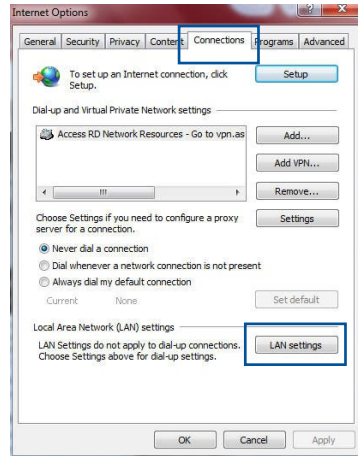 Internet Options
General Security Privacy Content Connections Programs Advanced
To set up an Internet connection, click
Setup.
Setup
Dial-up and Virtual Private Network settings
Access RD Network Resources - Go to vpn.as
Add...
Add VPN...
Remove...
Choose Settings if you need to configure a proxy
server for a connection.
Settings
Never dial a connection
Dial whenever a network connection is not present
Always dial my default connection
Current None
Set default
Local Area Network (LAN) settings
LAN Settings do not apply to dial-up connections.
Choose Settings above for dial-up settings.
LAN settings
OK Cancel Apply